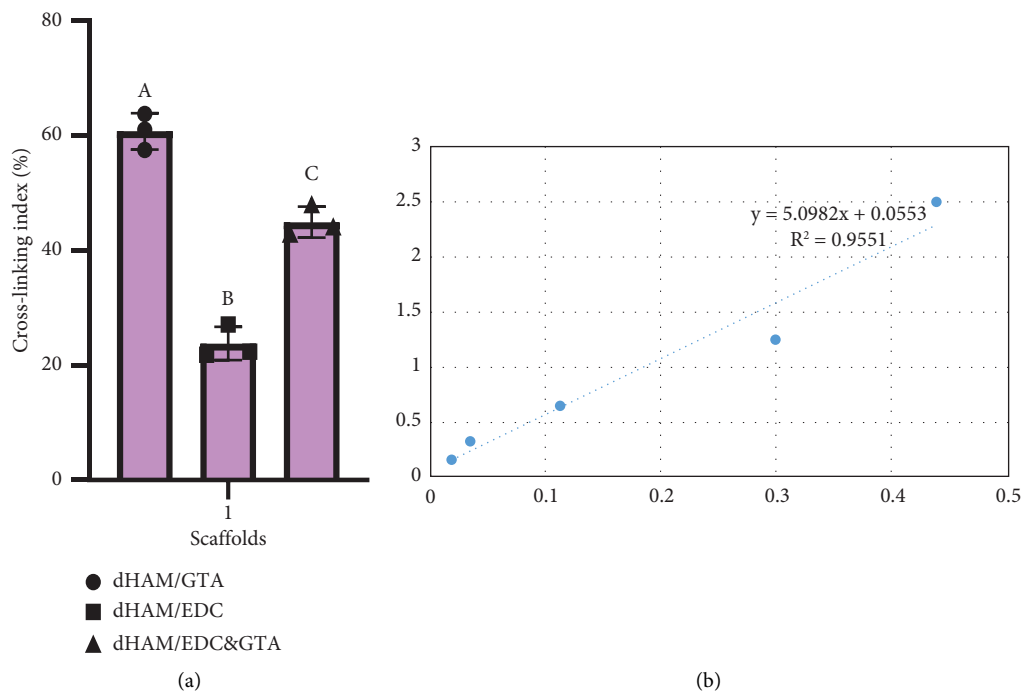 80
60
40
20
0
Cross-linking index (%)
A
B
C
1
Scaffolds
dHAM/GTA
dHAM/EDC
dHAM/EDC&GTA
(a)
3
2.5
2
1.5
1
0.5
0
y = 5.0982x + 0.0553
R² = 0.9551
0 0.1 0.2 0.3 0.4 0.5
(b)